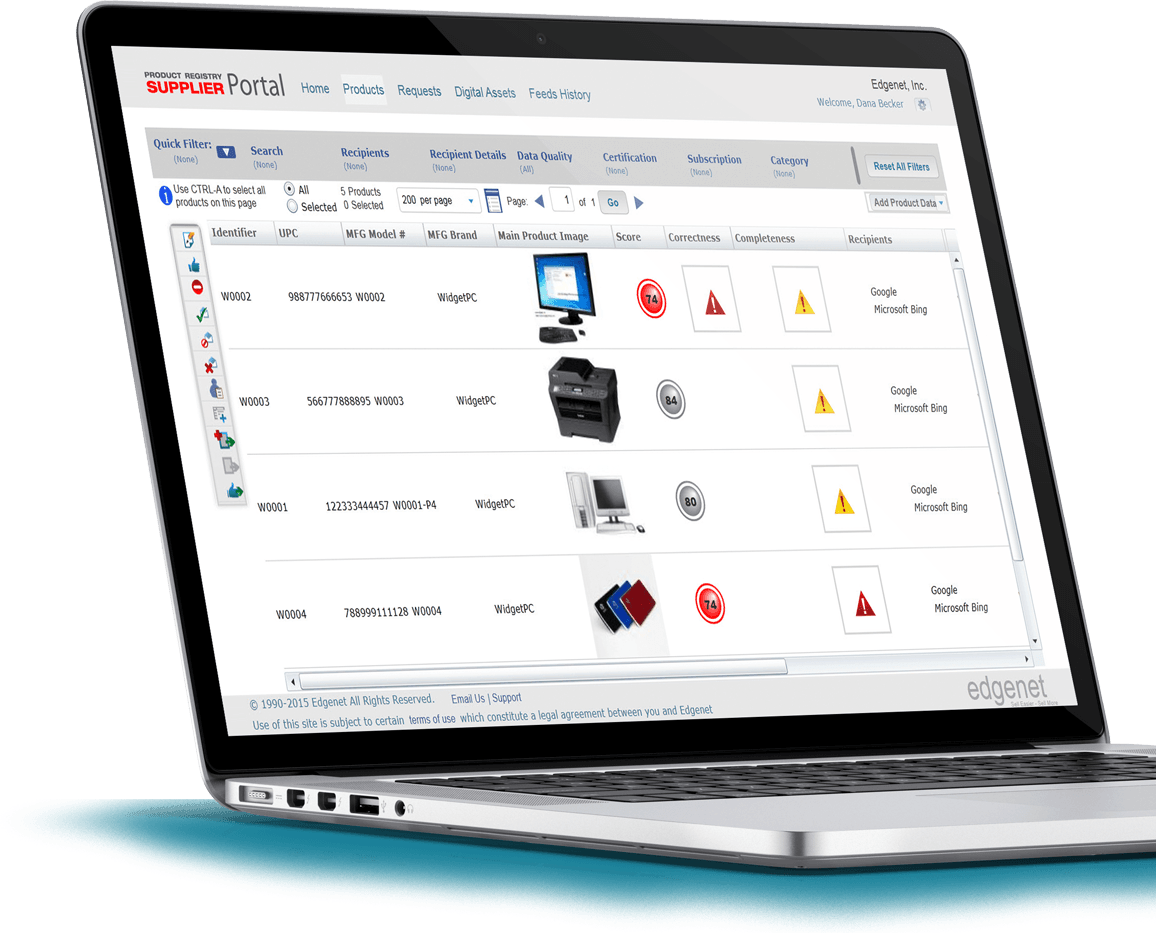 PRODUCT REGISTRY
SUPPLIER Portal
Home Products Requests Digital Assets Feeds History
Edgenet, Inc.
Welcome, Dana Becker
Quick Filter: Search Recipients Recipient Details Data Quality Certification Subscription Category
(None) (None) (None) (None) (All) (None) (None) (None)
Reset All Filters
Use CTRL-A to select all
products on this page
All
Selected
5 Products
0 Selected
200 per page
Page: 1 of 1 Go
Add Product Data
Identifier UPC MFG Model # MFG Brand Main Product Image Score Correctness Completeness Recipients
W0002 988777666653 W0002 WidgetPC 74 Google
Microsoft Bing
W0003 566777888895 W0003 WidgetPC 84 Google
Microsoft Bing
W0001 122333444457 W0001-P4 WidgetPC 80 Google
Microsoft Bing
W0004 788999111128 W0004 WidgetPC 74 Google
Microsoft Bing
© 1990-2015 Edgenet All Rights Reserved. Email Us | Support
Use of this site is subject to certain terms of use which constitute a legal agreement between you and Edgenet
edgenet